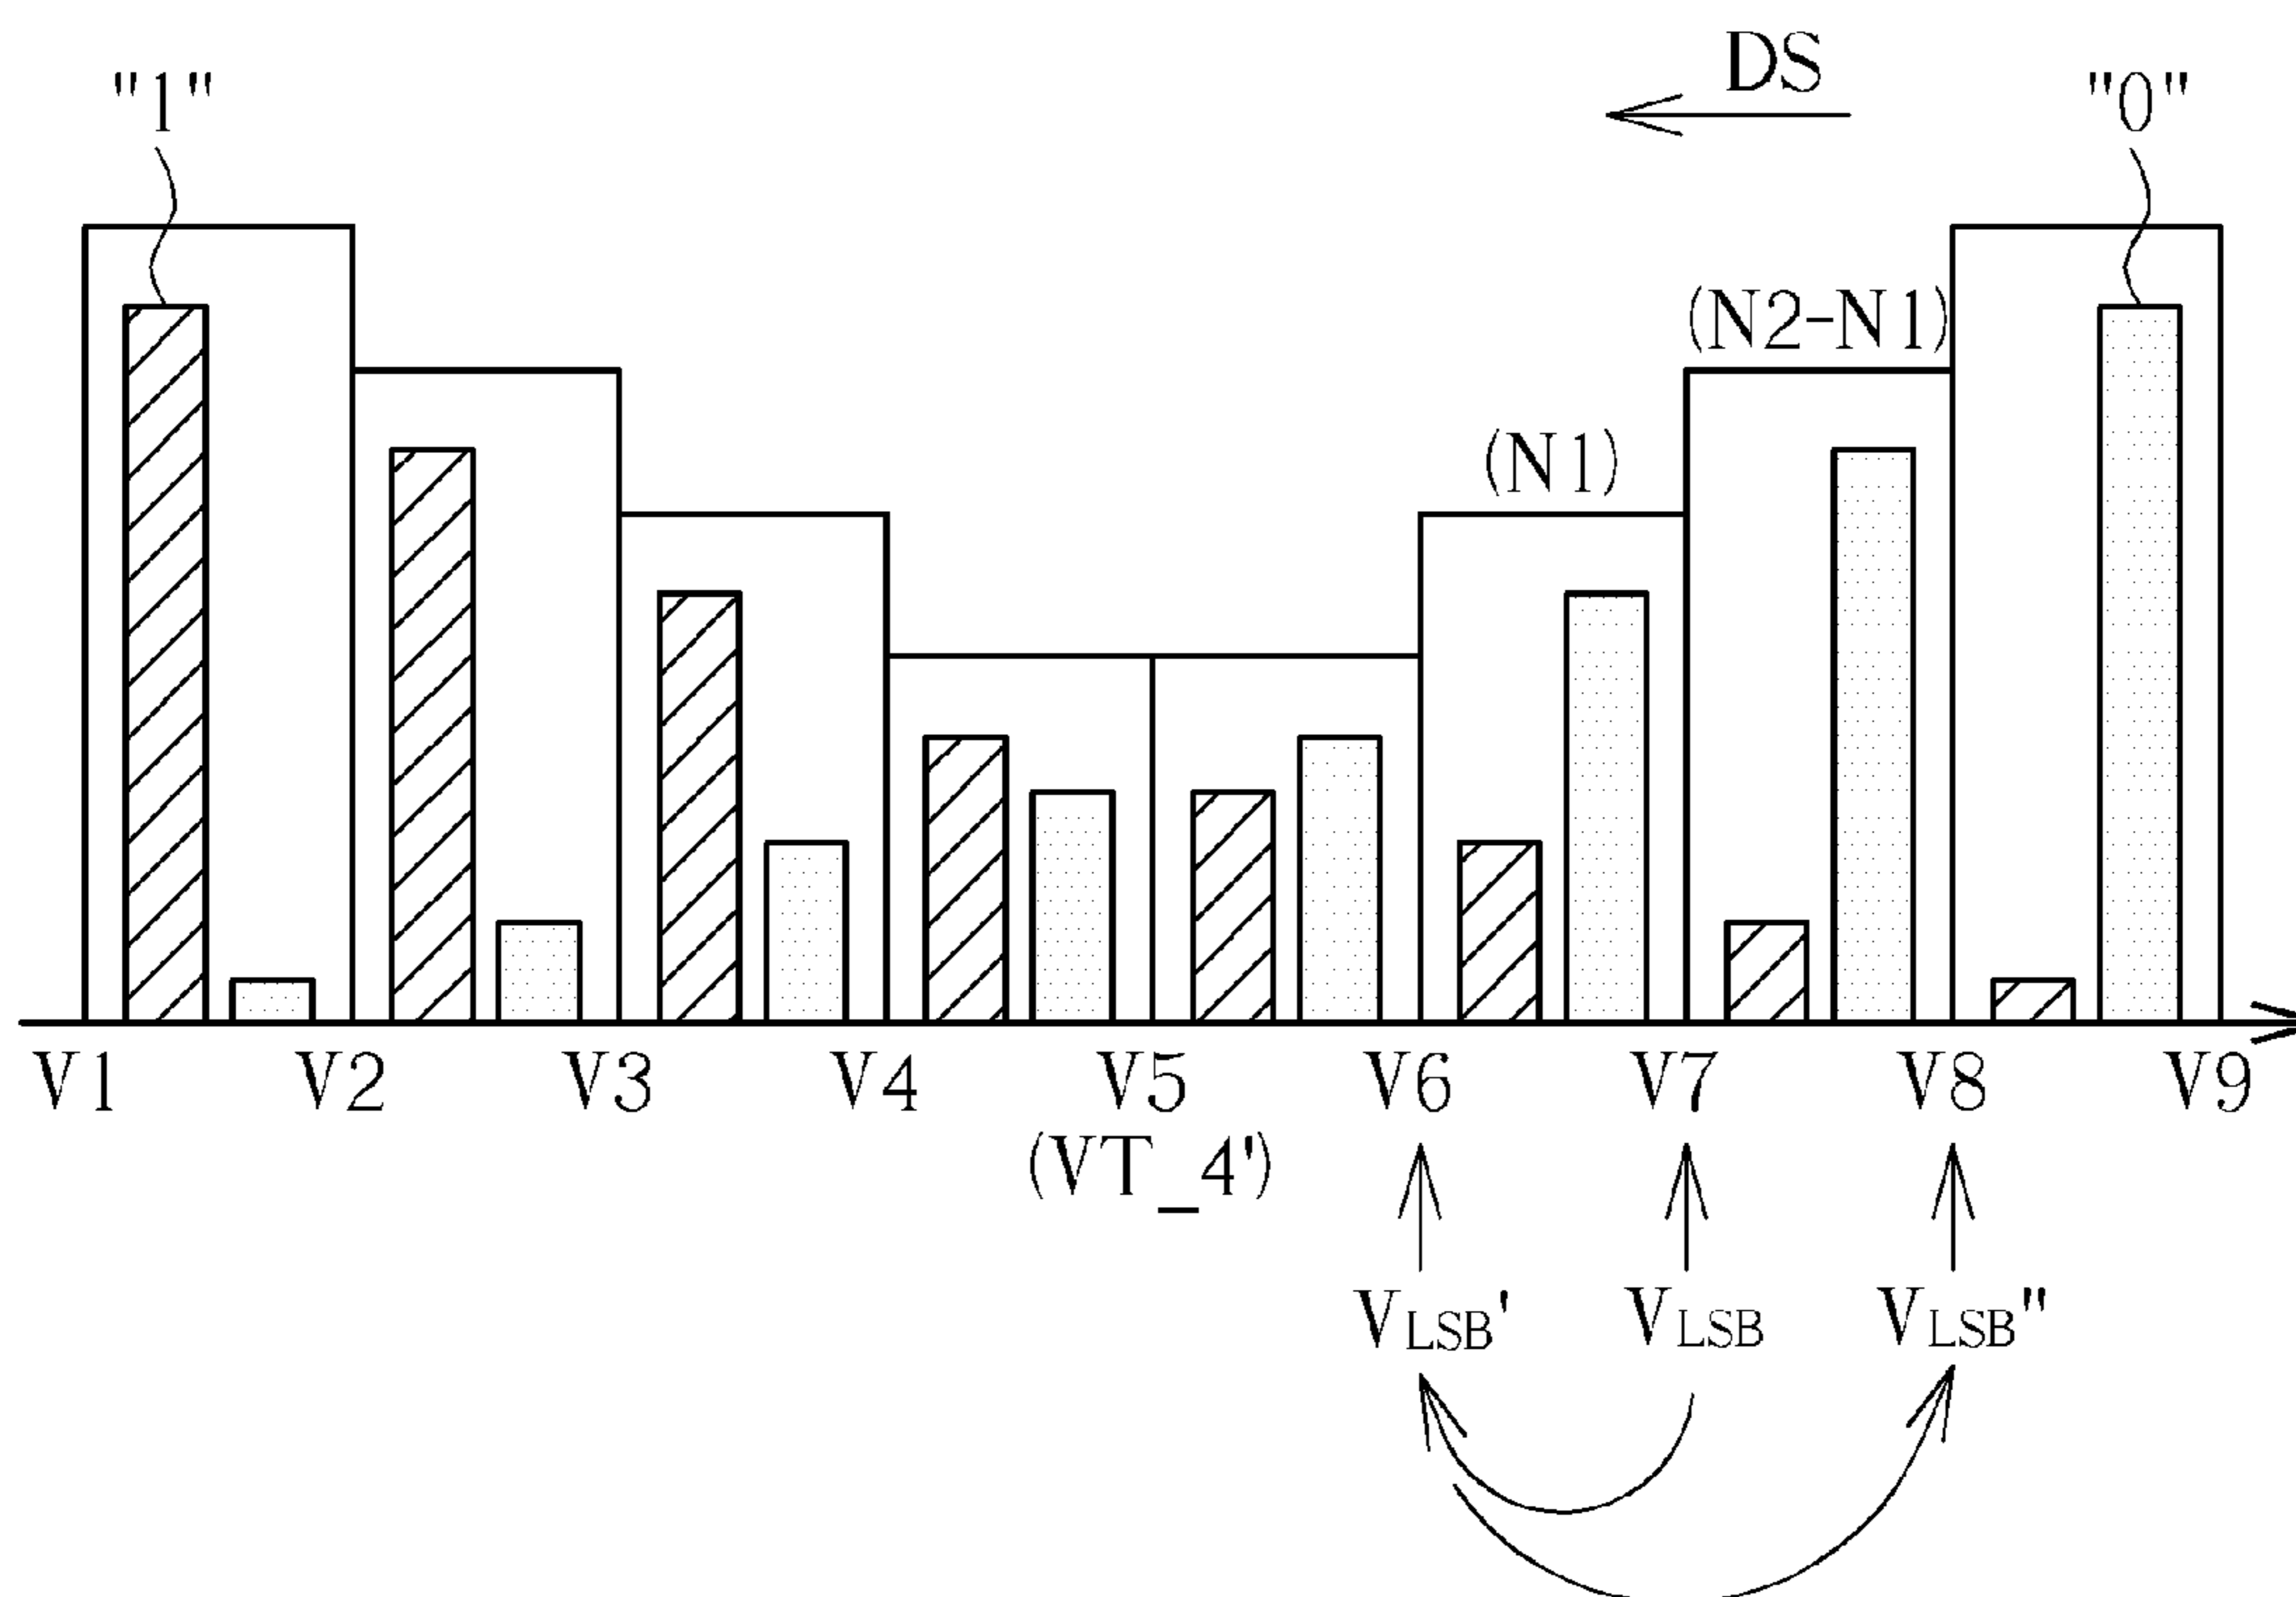 DS
"1"
"0"
(N2-N1)
(N1)
V1 V2 V3 V4 V5 V6 V7 V8 V9
(VT_4')
VLSB' VLSB VLSB"